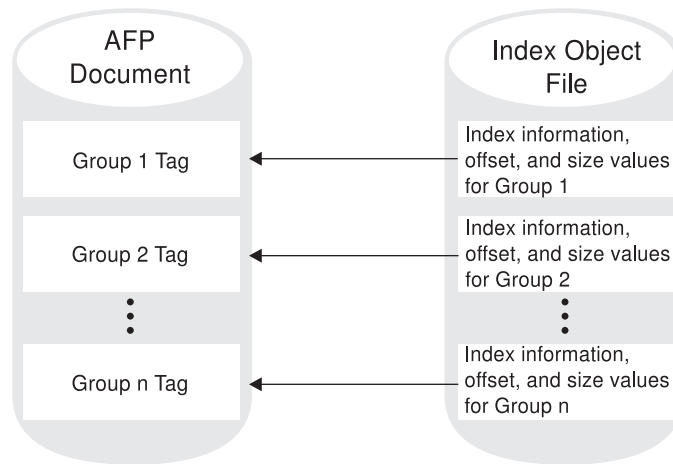 AFP
Document
Group 1 Tag
Group 2 Tag
Group n Tag
Index Object
File
Index information,
offset, and size values
for Group 1
Index information,
offset, and size values
for Group 2
Index information,
offset, and size values
for Group n